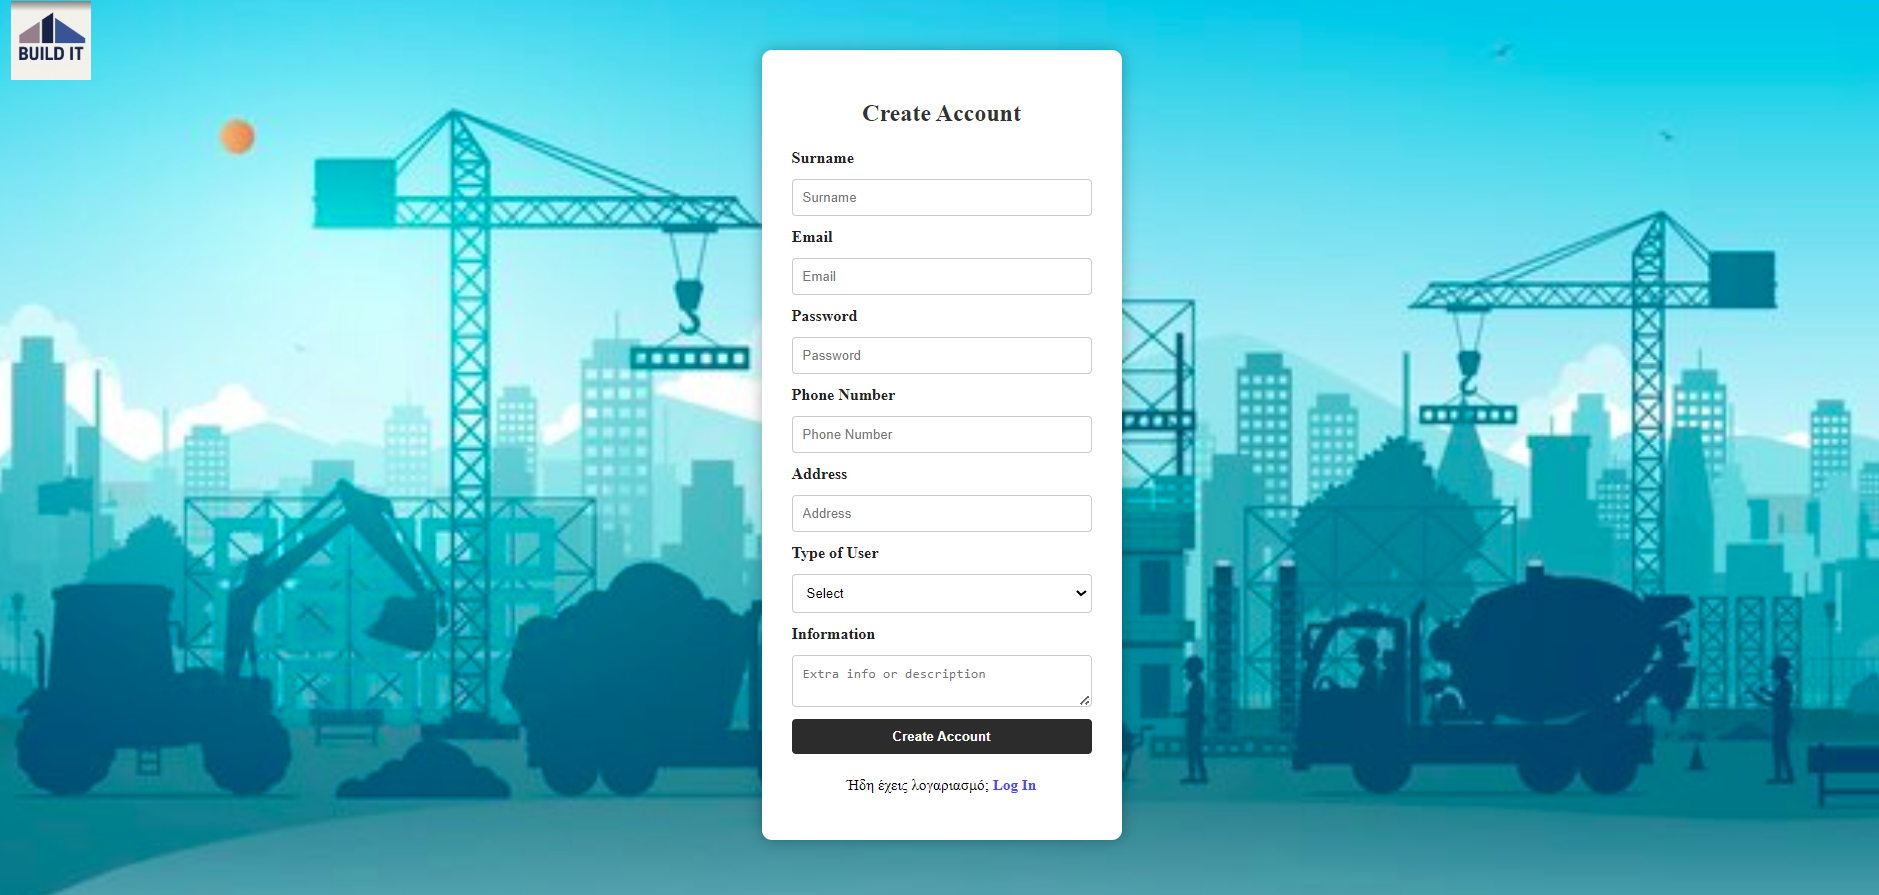 BUILD IT
Create Account
Surname
Surname
Email
Email
Password
Password
Phone Number
Phone Number
Address
Address
Type of User
Select
Information
Extra info or description
Create Account
Ήδη έχεις λογαριασμό; Log In